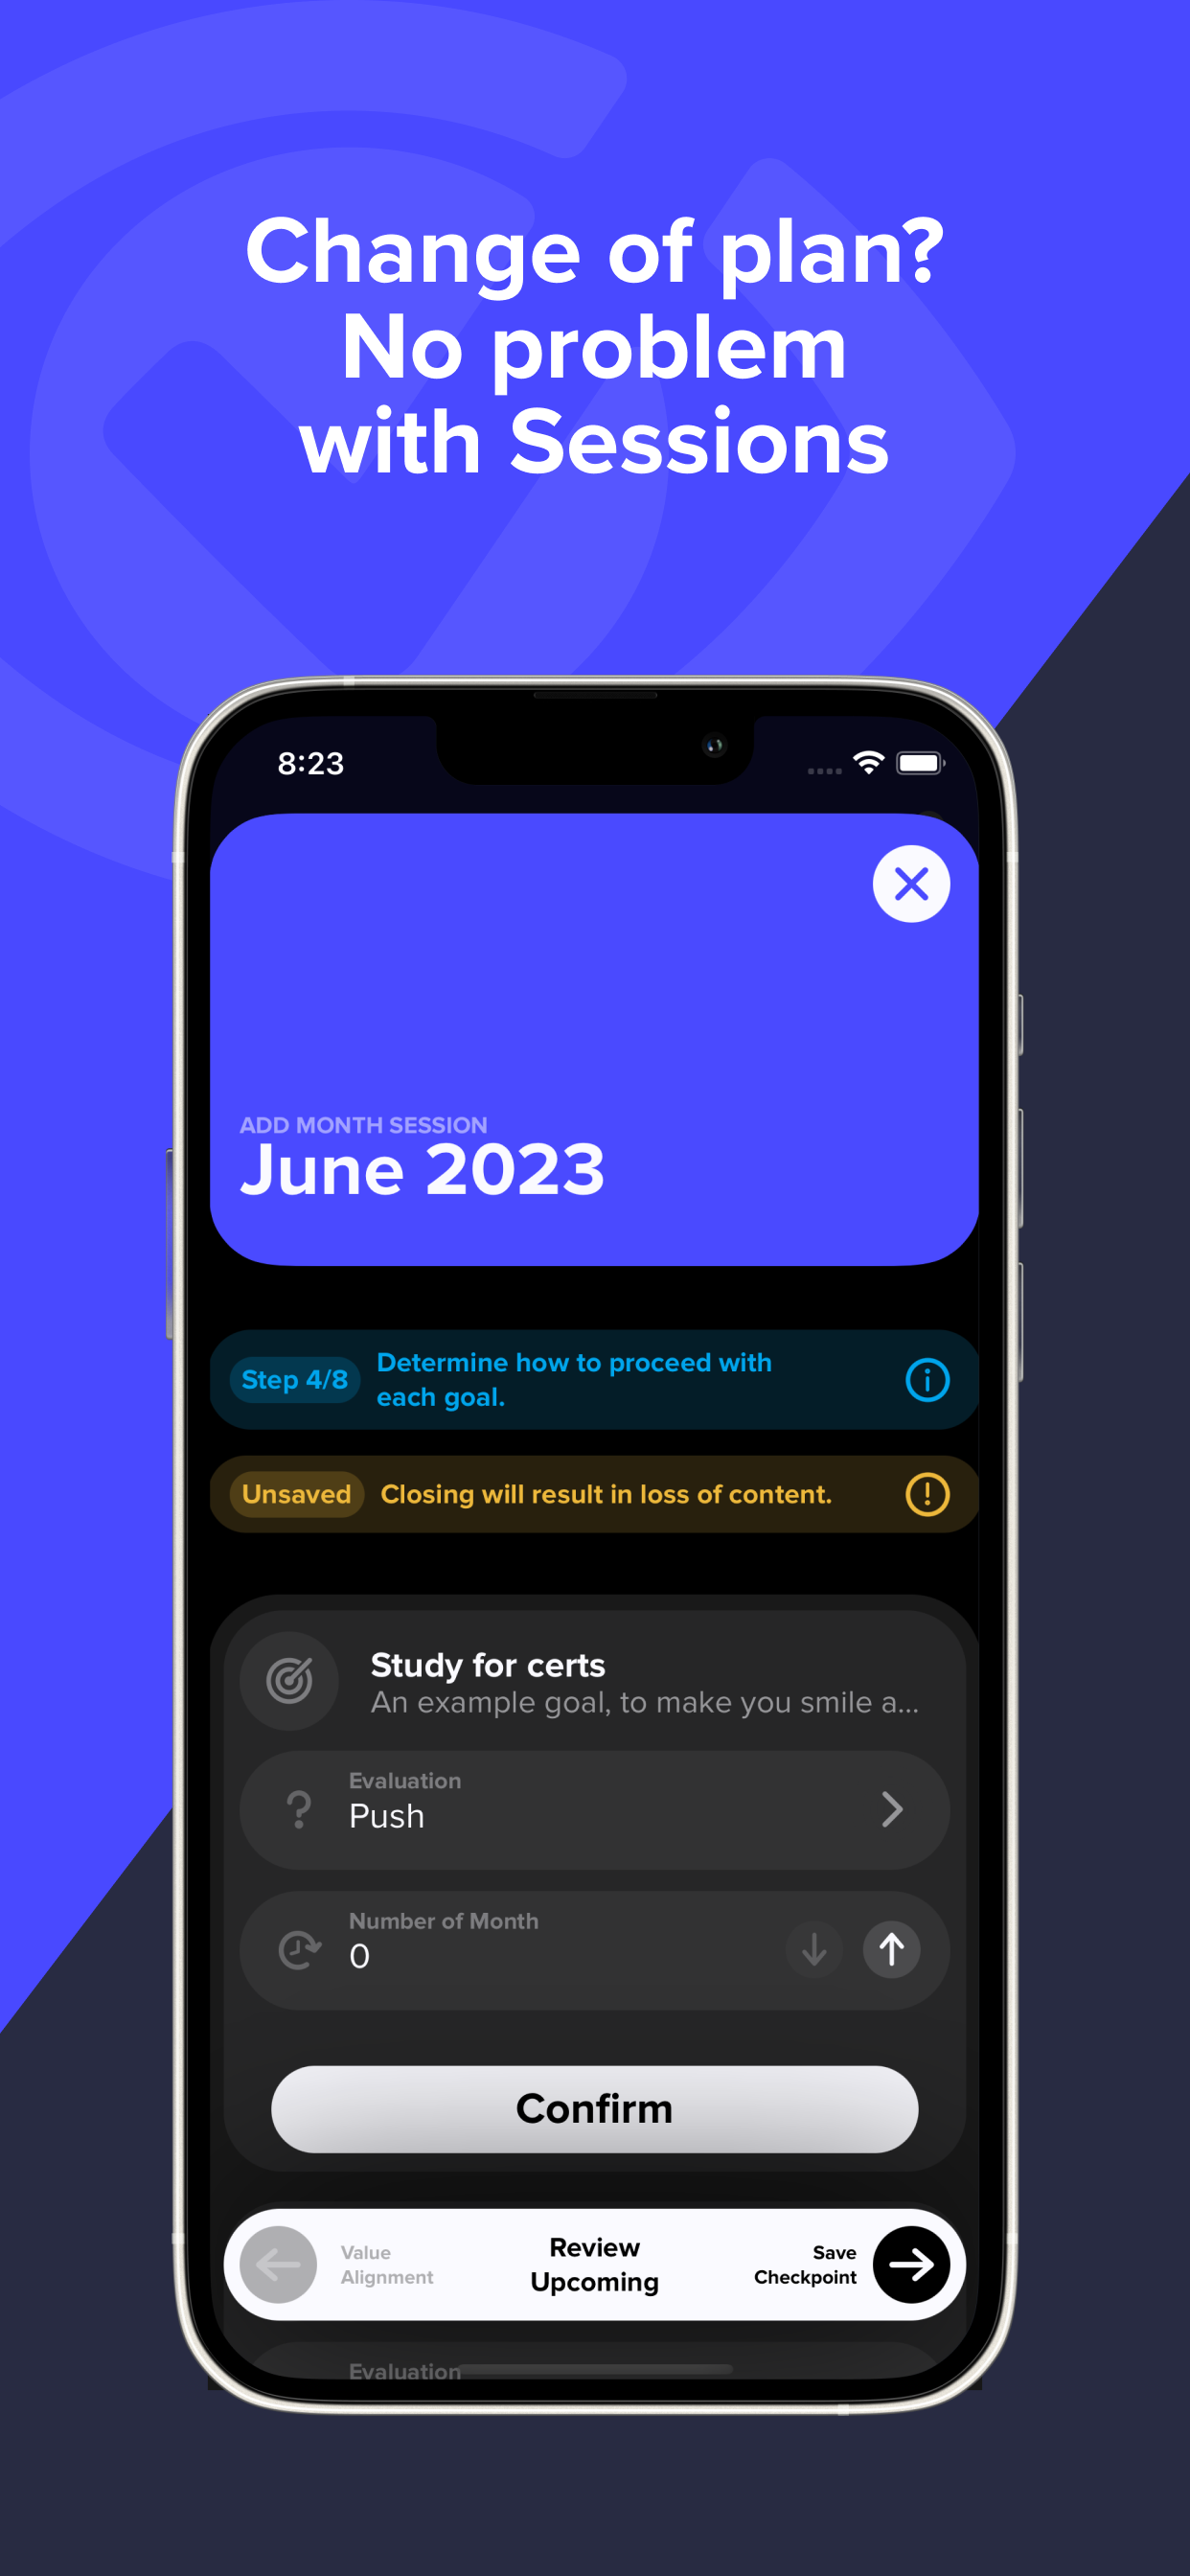 Change of plan?
No problem
with Sessions
8:23
ADD MONTH SESSION
June 2023
Step 4/8
Determine how to proceed with
each goal.
Unsaved
Closing will result in loss of content.
Study for certs
An example goal, to make you smile a...
Evaluation
Push
Number of Month
0
Confirm
Value
Alignment
Review
Upcoming
Save
Checkpoint
Evaluation